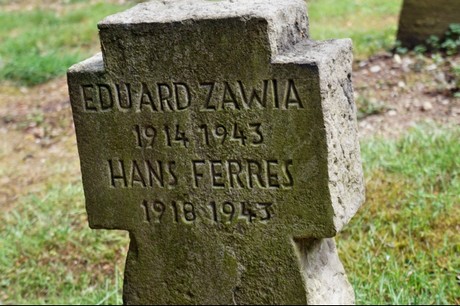 EDUARD ZAWIA
1914 1943
HANS FERRES
1918 1943